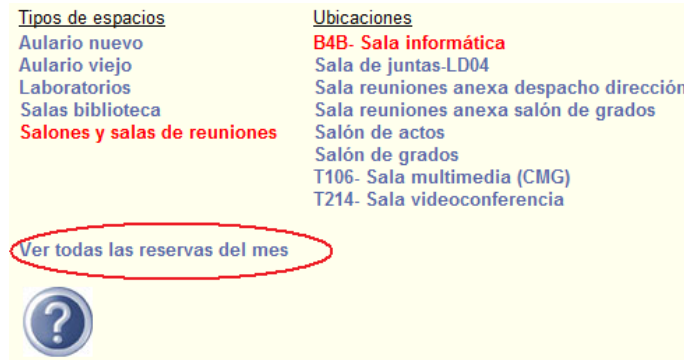 Tipos de espacios
Aulario nuevo
Aulario viejo
Laboratorios
Salas biblioteca
Salones y salas de reuniones
Ubicaciones
B4B- Sala informática
Sala de juntas-LD04
Sala reuniones anexa despacho dirección
Sala reuniones anexa salón de grados
Salón de actos
Salón de grados
T106- Sala multimedia (CMG)
T214- Sala videoconferencia
Ver todas las reservas del mes
?